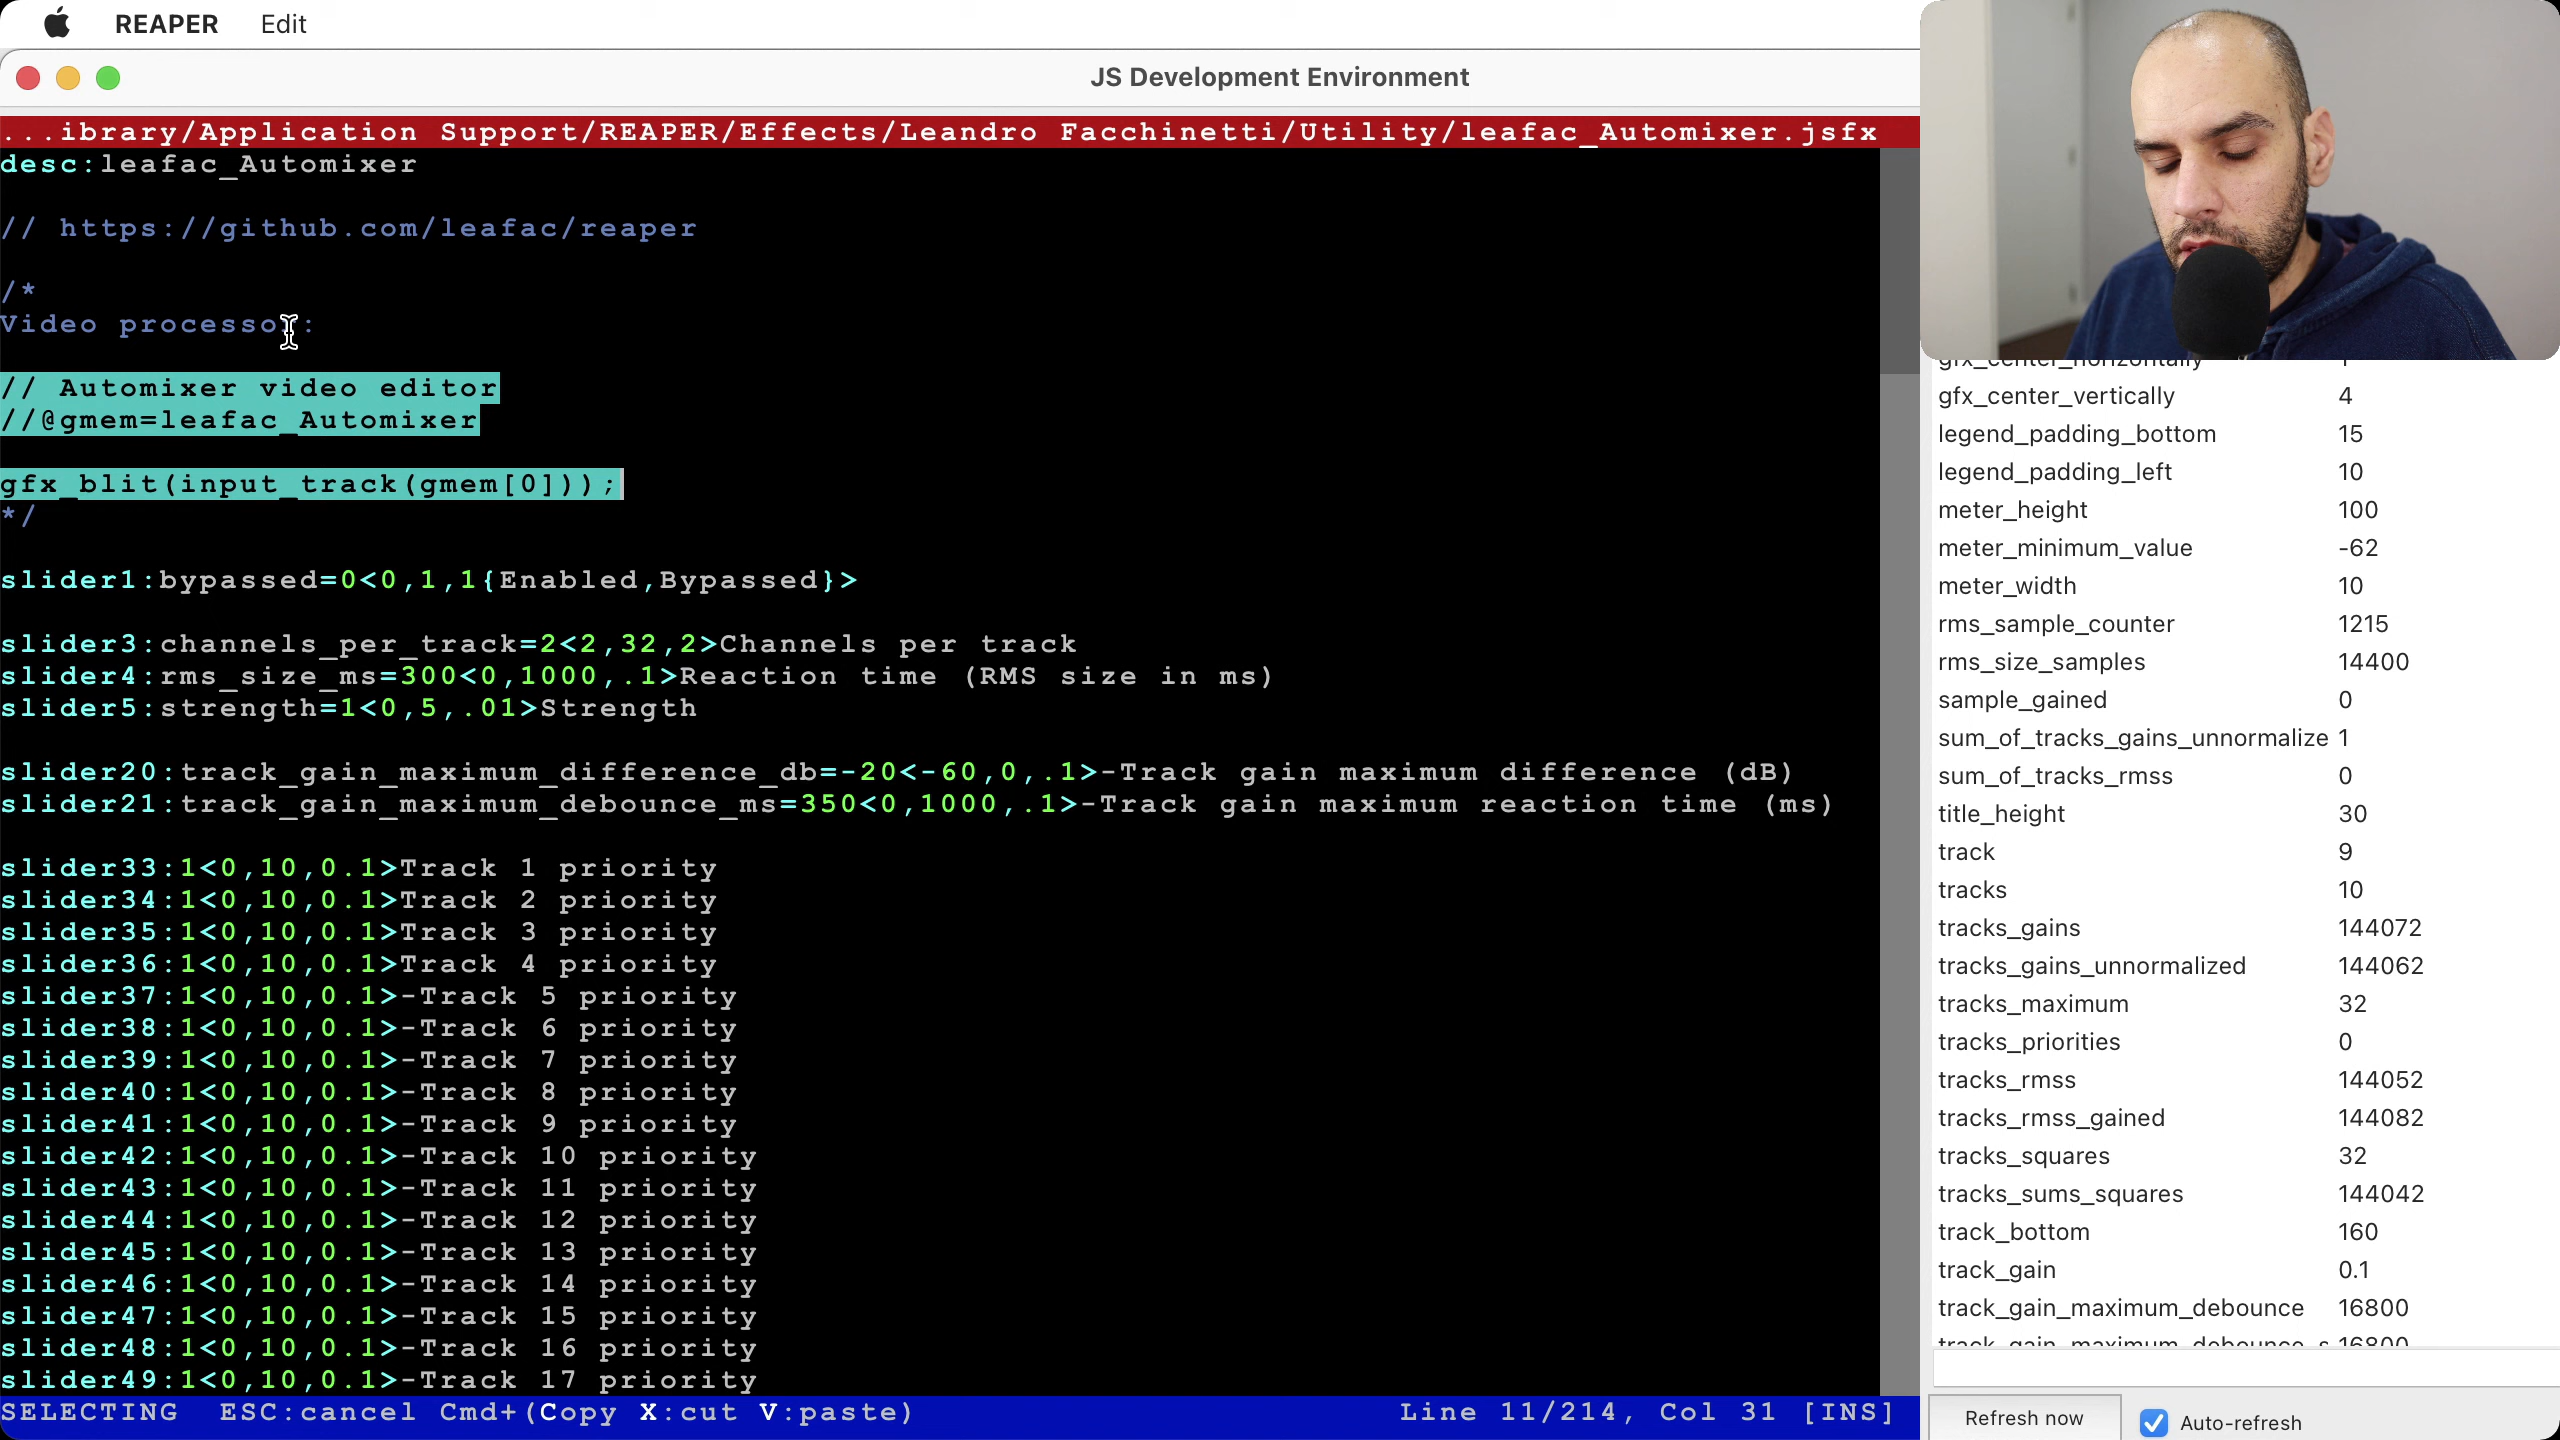 REAPER Edit
JS Development Environment
...ibrary/Application Support/REAPER/Effects/Leandro Facchinetti/Utility/leafac_Automixer.jsfx
desc:leafac_Automixer
// https://github.com/leafac/reaper
/*
Video processor:
// Automixer video editor
//@gmem=leafac_Automixer
gfx_blit(input_track(gmem[0]));
*/
slider1:bypassed=0<0,1,1{Enabled,Bypassed}>
slider3:channels_per_track=2<2,32,2>Channels per track
slider4:rms_size_ms=300<0,1000,.1>Reaction time (RMS size in ms)
slider5:strength=1<0,5,.01>Strength
slider20:track_gain_maximum_difference_db=-20<-60,0,.1>-Track gain maximum difference (dB)
slider21:track_gain_maximum_debounce_ms=350<0,1000,.1>-Track gain maximum reaction time (ms)
slider33:1<0,10,0.1>Track 1 priority
slider34:1<0,10,0.1>Track 2 priority
slider35:1<0,10,0.1>Track 3 priority
slider36:1<0,10,0.1>Track 4 priority
slider37:1<0,10,0.1>-Track 5 priority
slider38:1<0,10,0.1>-Track 6 priority
slider39:1<0,10,0.1>-Track 7 priority
slider40:1<0,10,0.1>-Track 8 priority
slider41:1<0,10,0.1>-Track 9 priority
slider42:1<0,10,0.1>-Track 10 priority
slider43:1<0,10,0.1>-Track 11 priority
slider44:1<0,10,0.1>-Track 12 priority
slider45:1<0,10,0.1>-Track 13 priority
slider46:1<0,10,0.1>-Track 14 priority
slider47:1<0,10,0.1>-Track 15 priority
slider48:1<0,10,0.1>-Track 16 priority
slider49:1<0,10,0.1>-Track 17 priority
SELECTING ESC:cancel Cmd+(Copy X:cut V:paste) Line 11/214, Col 31 [INS]
gfx_center_horizontally
gfx_center_vertically 4
legend_padding_bottom 15
legend_padding_left 10
meter_height 100
meter_minimum_value -62
meter_width 10
rms_sample_counter 1215
rms_size_samples 14400
sample_gained 0
sum_of_tracks_gains_unnormalize 1
sum_of_tracks_rmss 0
title_height 30
track 9
tracks 10
tracks_gains 144072
tracks_gains_unnormalized 144062
tracks_maximum 32
tracks_priorities 0
tracks_rmss 144052
tracks_rmss_gained 144082
tracks_squares 32
tracks_sums_squares 144042
track_bottom 160
track_gain 0.1
track_gain_maximum_debounce 16800
track_gain_maximum_debounce_s 16800
Refresh now Auto-refresh